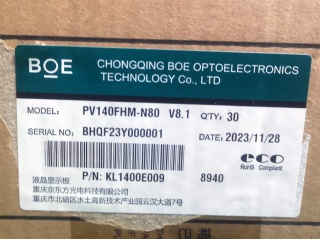 BOE
CHONGQING BOE OPTOELECTRONICS
TECHNOLOGY Co., LTD
MODEL: PV140FHM-N80 V8.1 Q'TY: 30
SERIAL NO: BHQF23Y000001 DATE: 2023/11/28
eco
RoHS Compliant
P/N: KL1400E009 8940
液晶显示板
重庆京东方光电科技有限公司
重庆市北碚区水土高新技术产业园云汉大道7号